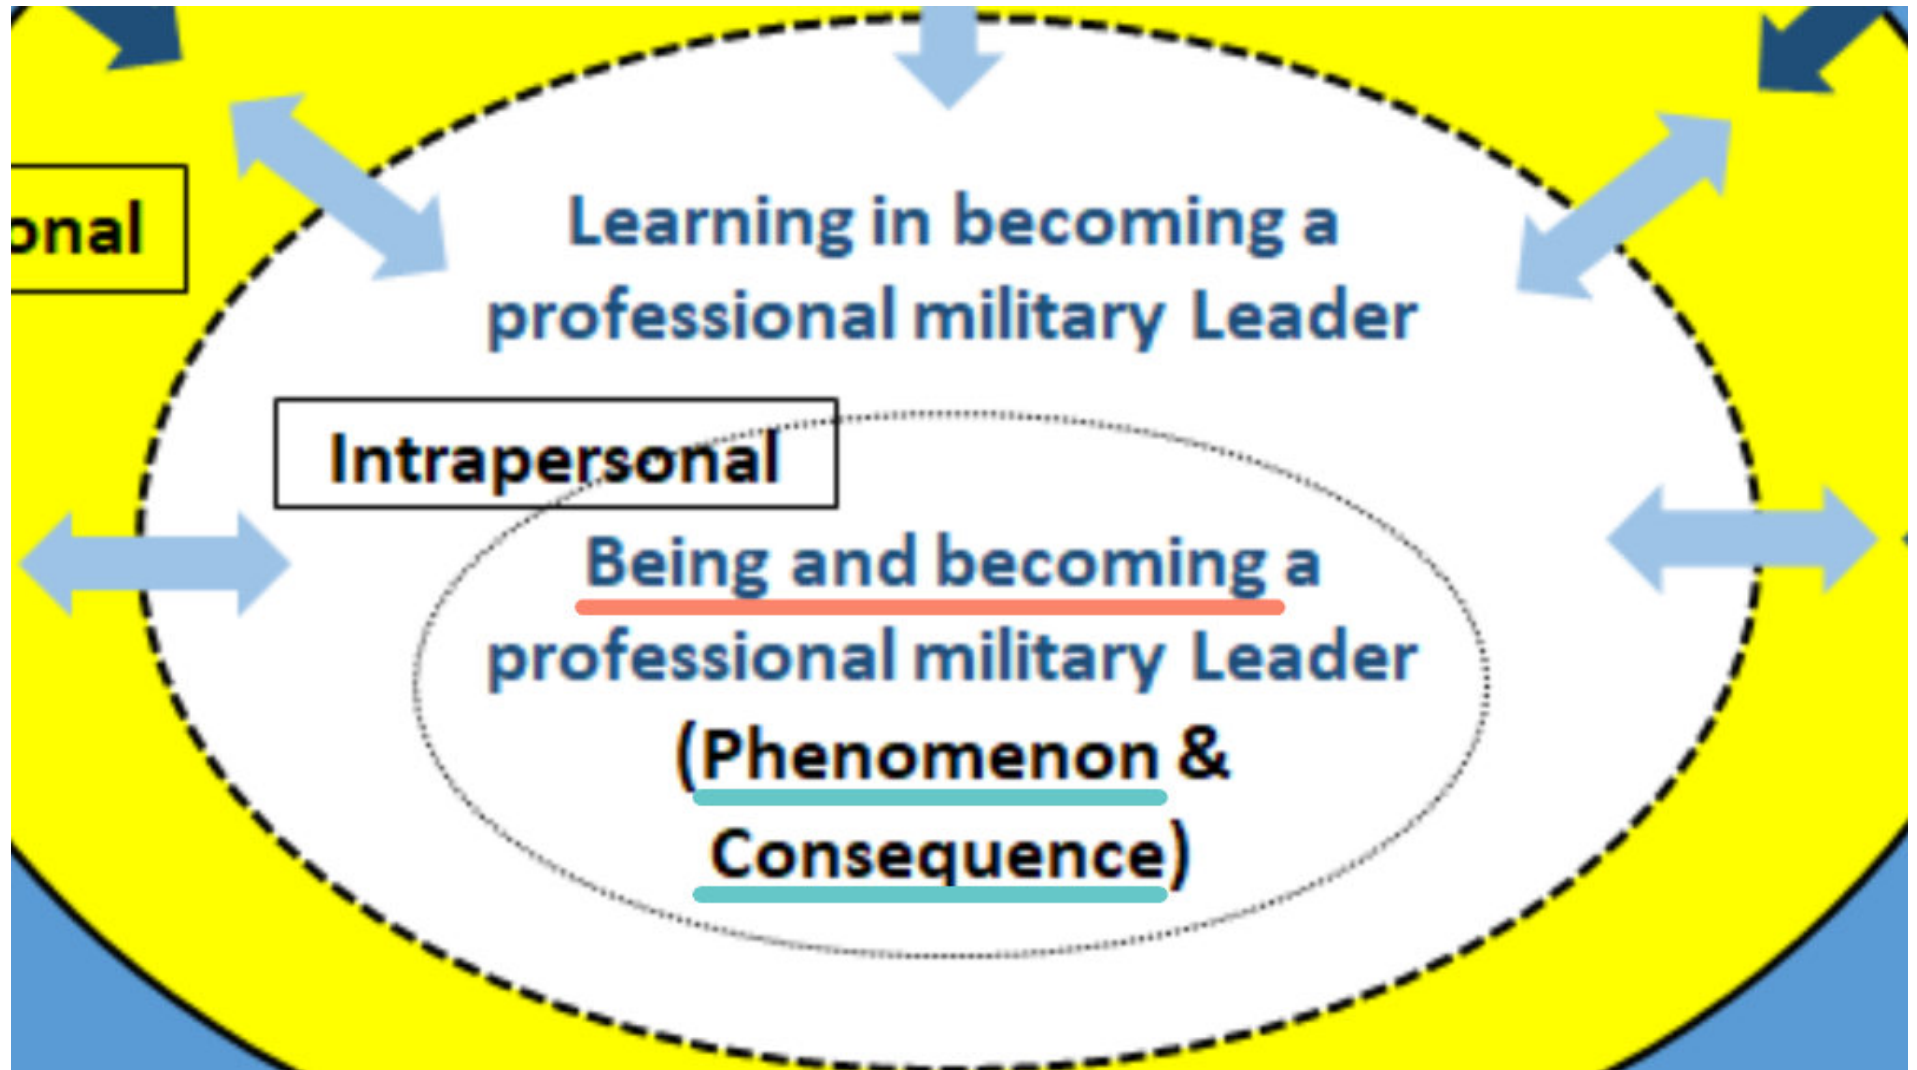 onal
Learning in becoming a
professional military Leader
Intrapersonal
Being and becoming a
professional military Leader
(Phenomenon &
Consequence)